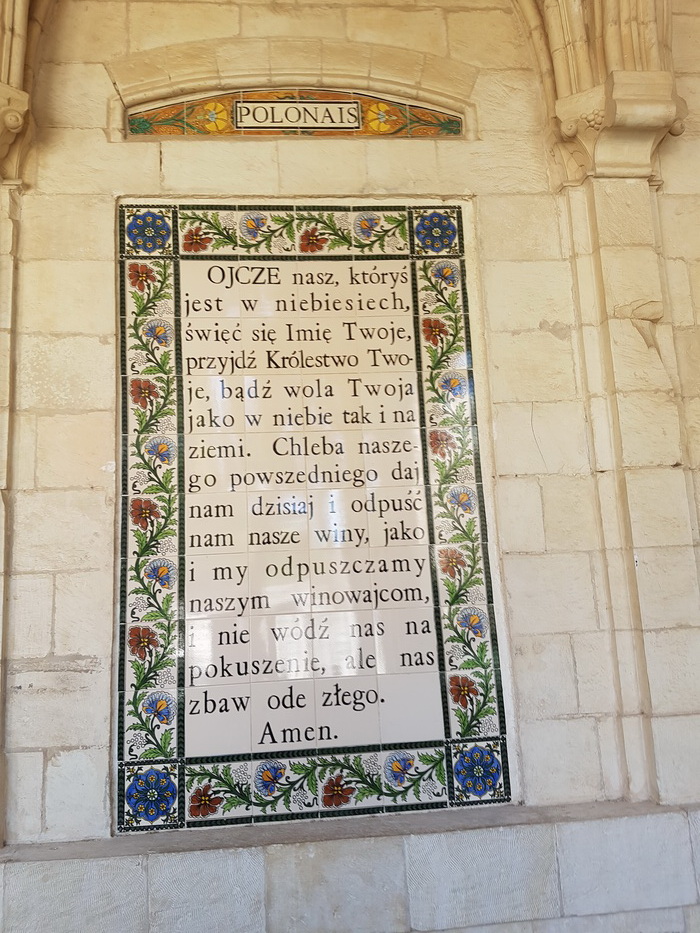 POLONAIS
OJCZE nasz, któryś
jest w niebiesiech,
święć się Imię Twoje,
przyjdź Królestwo Two-
je, bądź wola Twoja
jako w niebie tak i na
ziemi. Chleba nasze-
go powszedniego daj
nam dzisiaj i odpuść
nam nasze winy, jako
i my odpuszczamy
naszym winowajcom,
i nie wódź nas na
pokuszenie, ale nas
zbaw ode złego.
Amen.